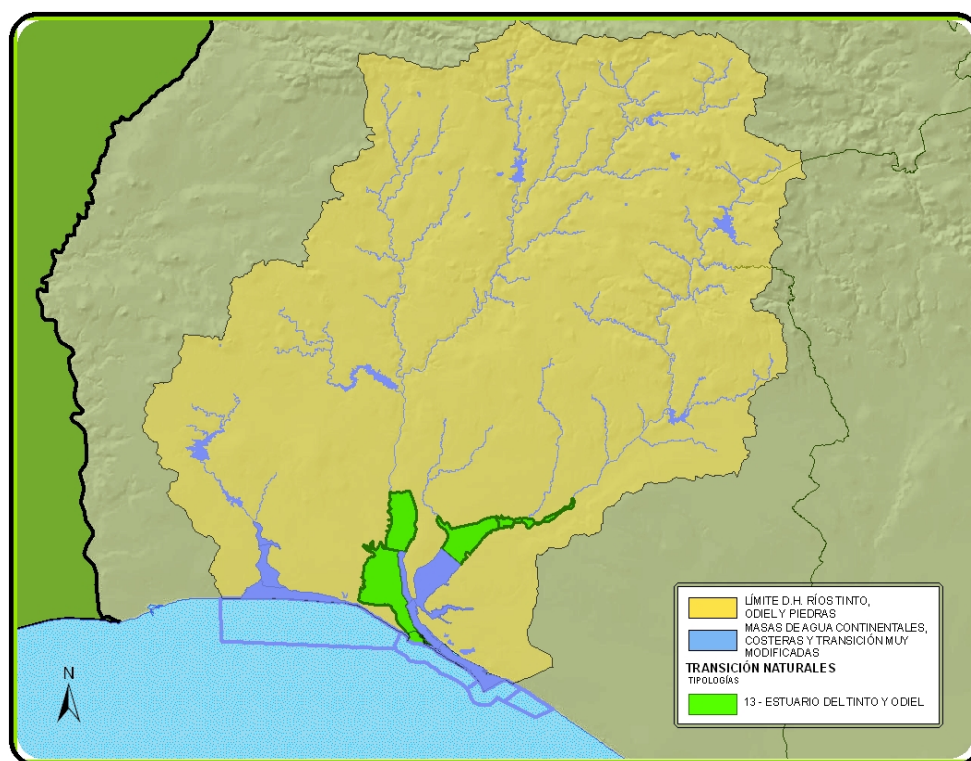 N
LÍMITE D.H. RÍOS TINTO,
ODIEL Y PIEDRAS
MASAS DE AGUA CONTINENTALES,
COSTERAS Y TRANSICIÓN MUY
MODIFICADAS
TRANSICIÓN NATURALES
TIPOLOGÍAS
13 - ESTUARIO DEL TINTO Y ODIEL